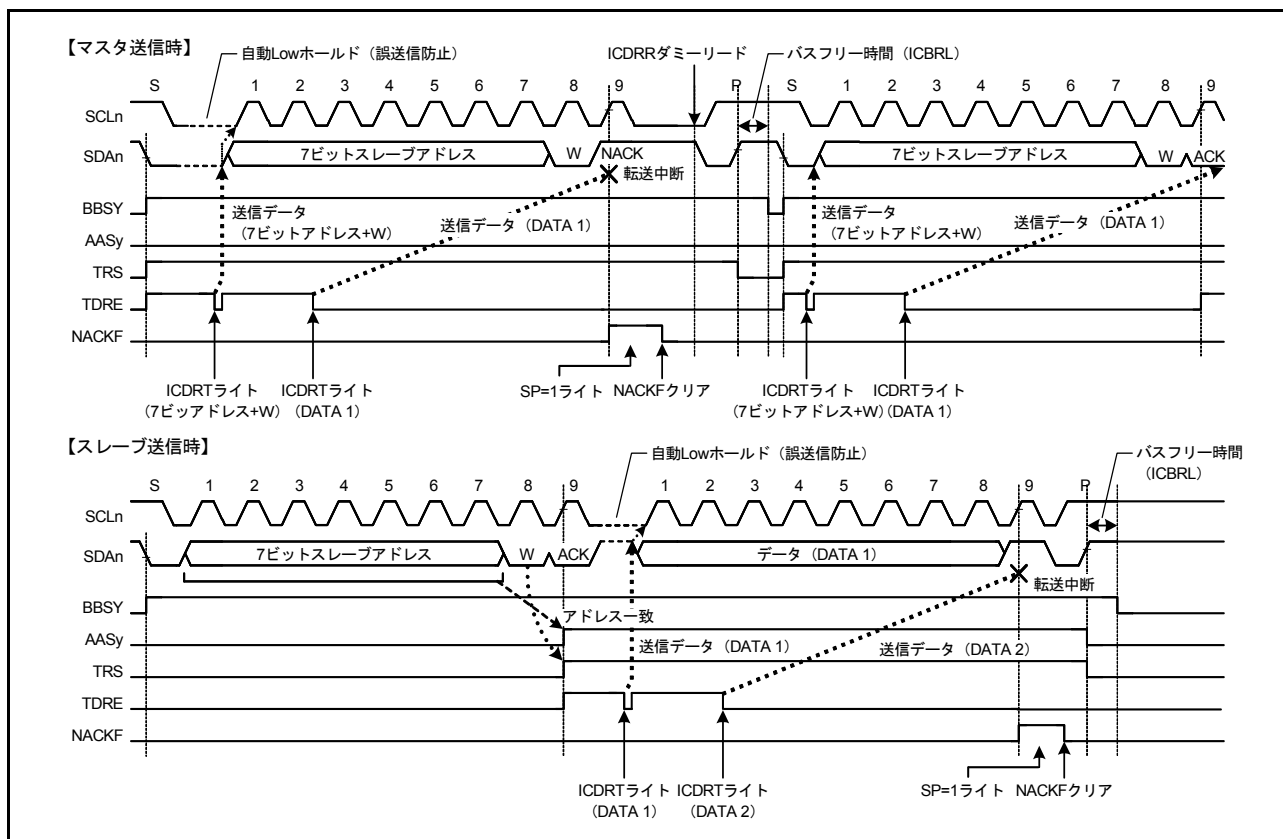 【マスタ送信時】
自動Lowホールド（誤送信防止）
ICDRRダミーリード
バスフリー時間（ICBRL）
S 1 2 3 4 5 6 7 8 9 P S 1 2 3 4 5 6 7 8 9
SCLn
SDAn 7ビットスレーブアドレス W NACK 7ビットスレーブアドレス W ACK
転送中断
BBSY
送信データ
（7ビットアドレス+W）
送信データ（DATA 1）
送信データ
（7ビットアドレス+W）
送信データ（DATA 1）
AASy
TRS
TDRE
NACKF
ICDRTライト
（7ビッアドレス+W）
ICDRTライト
（DATA 1）
SP=1ライト NACKFクリア
ICDRTライト
（7ビットアドレス+W）
ICDRTライト
（DATA 1）
【スレーブ送信時】
自動Lowホールド（誤送信防止）
バスフリー時間
（ICBRL）
S 1 2 3 4 5 6 7 8 9 1 2 3 4 5 6 7 8 9 P
SCLn
SDAn 7ビットスレーブアドレス W ACK データ（DATA 1）
転送中断
BBSY
アドレス一致
AASy
送信データ（DATA 1） 送信データ（DATA 2）
TRS
TDRE
NACKF
ICDRTライト
（DATA 1）
ICDRTライト
（DATA 2）
SP=1ライト NACKFクリア